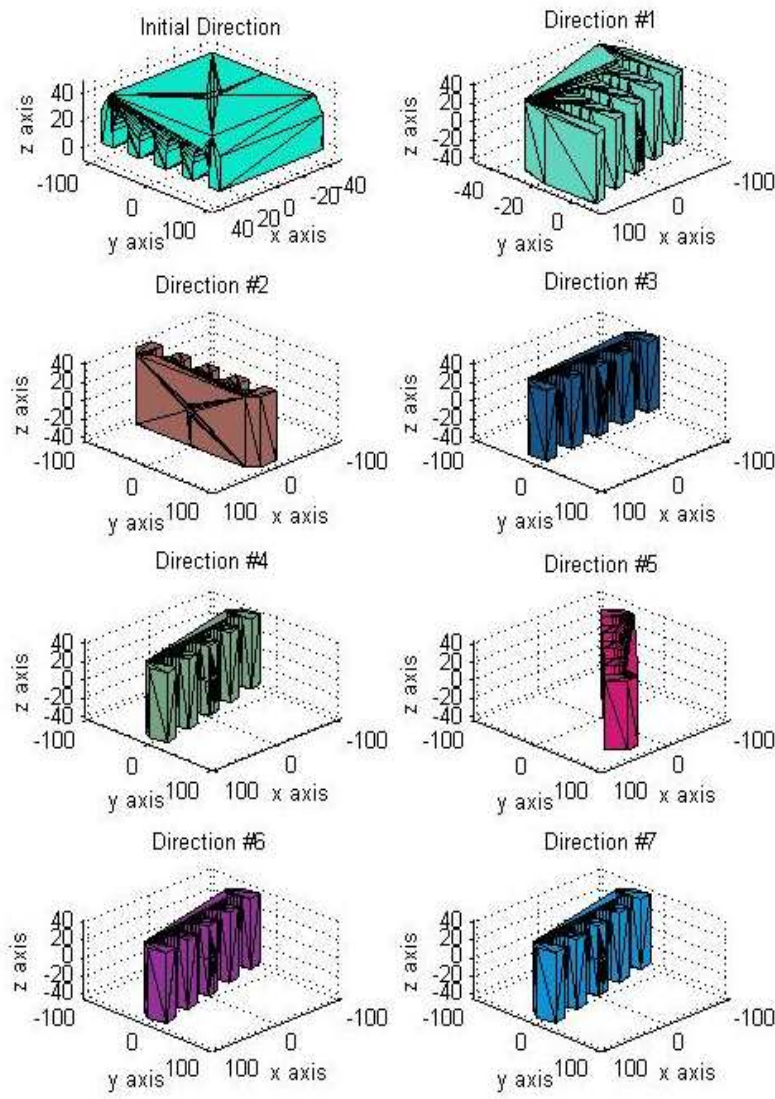 Initial Direction
Direction #1
z axis
40
20
0
-100
0
100
y axis
40
20
0
-20
-40
x axis
z axis
40
20
0
-20
-40
-40
-20
0
y axis
100
0
-100
x axis
Direction #2
Direction #3
z axis
40
20
0
-20
-40
-100
0
100
y axis
100
0
-100
x axis
z axis
40
20
0
-20
-40
-100
0
100
y axis
100
0
-100
x axis
Direction #4
Direction #5
z axis
40
20
0
-20
-40
-100
0
100
y axis
100
0
-100
x axis
z axis
40
20
0
-20
-40
-100
0
100
y axis
100
0
-100
x axis
Direction #6
Direction #7
z axis
40
20
0
-20
-40
-100
0
100
y axis
100
0
-100
x axis
z axis
40
20
0
-20
-40
-100
0
100
y axis
100
0
-100
x axis